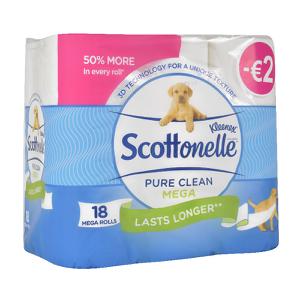 50% MORE
In every roll*
3D TECHNOLOGY FOR A UNIQUE TEXTURE
-€2
Kleenex
Scottonelle
PURE CLEAN
MEGA
18
MEGA ROLLS
LASTS LONGER**